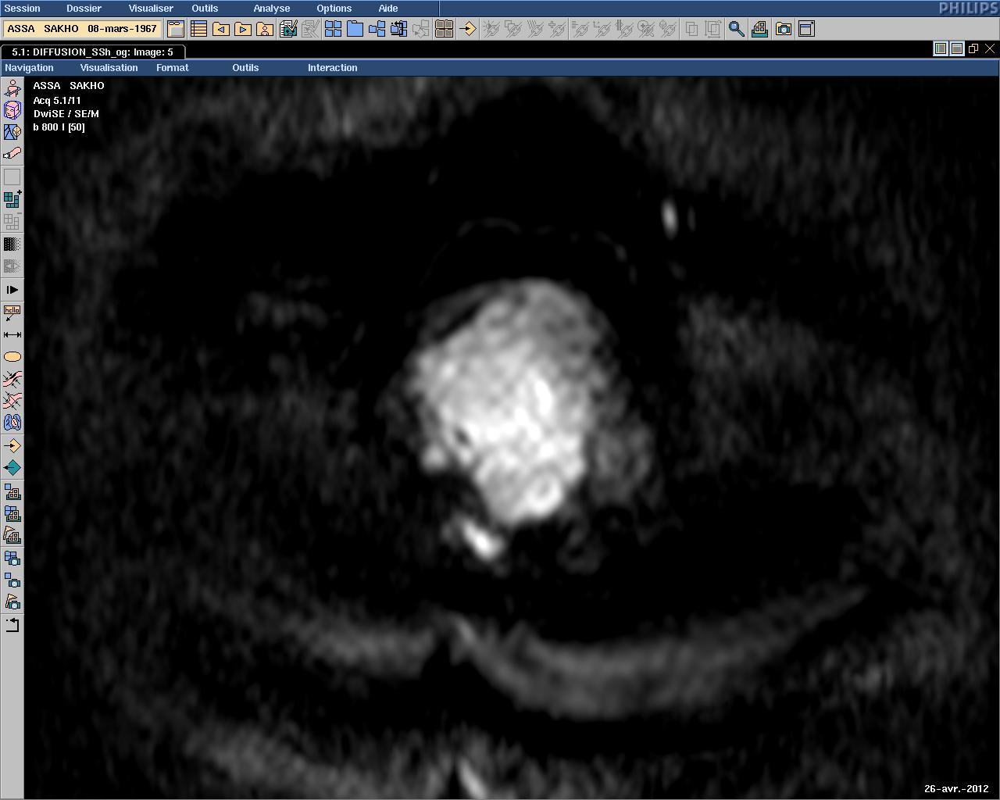 Session Dossier Visualiser Outils Analyse Options Aide PHILIPS
ASSA SAKHO 08-mars-1967
5.1: DIFFUSION_SSh_og: Image: 5
Navigation Visualisation Format Outils Interaction
ASSA SAKHO
Acq 5.1/11
DwiSE / SE/M
b 800 I [50]
hello
26-avr.-2012